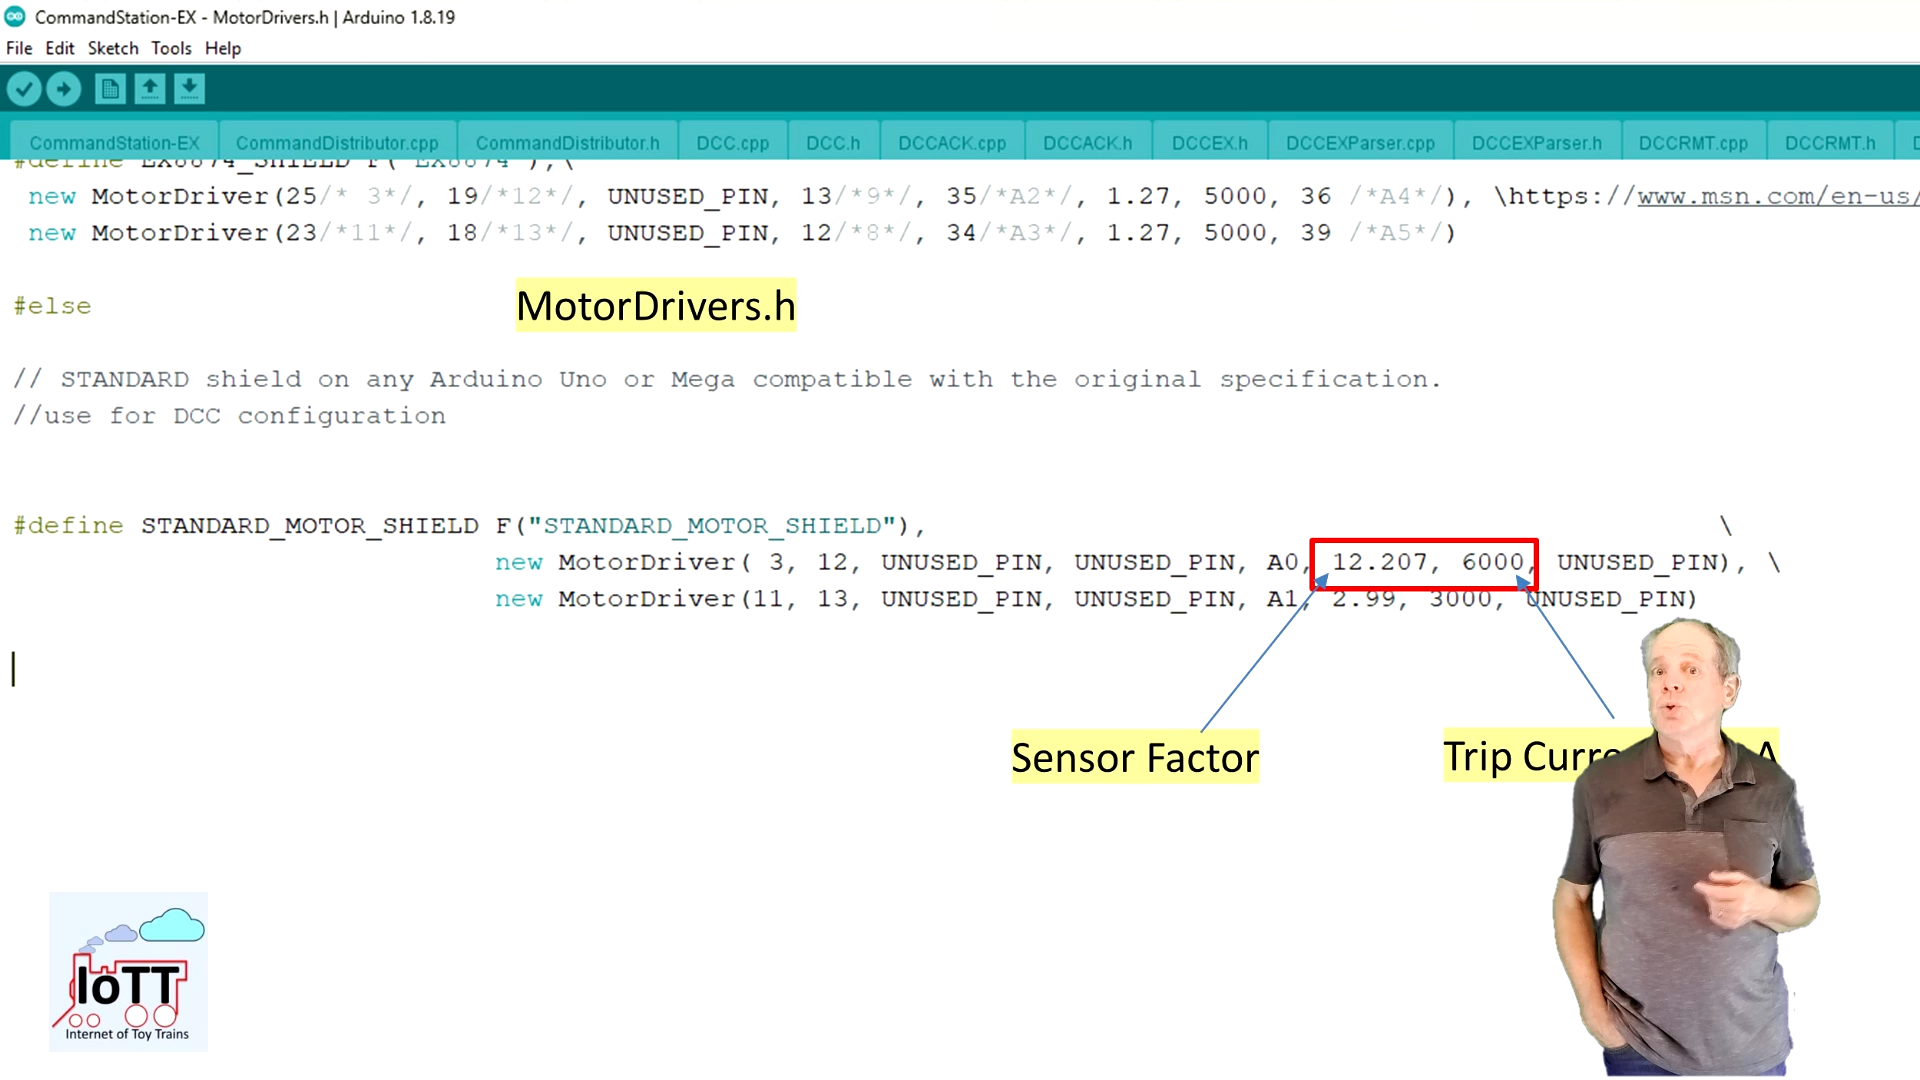 CommandStation-EX - MotorDrivers.h | Arduino 1.8.19
File Edit Sketch Tools Help
CommandStation-EX CommandDistributor.cpp CommandDistributor.h DCC.cpp DCC.h DCCACK.cpp DCCACK.h DCCEX.h DCCEXParser.cpp DCCEXParser.h DCCRMT.cpp DCCRMT.h
#define EX8874_SHIELD F("EX8874"),\
new MotorDriver(25/* 3*/, 19/*12*/, UNUSED_PIN, 13/*9*/, 35/*A2*/, 1.27, 5000, 36 /*A4*/), \https://www.msn.com/en-us/
new MotorDriver(23/*11*/, 18/*13*/, UNUSED_PIN, 12/*8*/, 34/*A3*/, 1.27, 5000, 39 /*A5*/)
#else
MotorDrivers.h
// STANDARD shield on any Arduino Uno or Mega compatible with the original specification.
//use for DCC configuration
#define STANDARD_MOTOR_SHIELD F("STANDARD_MOTOR_SHIELD"), \
new MotorDriver( 3, 12, UNUSED_PIN, UNUSED_PIN, A0, 12.207, 6000, UNUSED_PIN), \
new MotorDriver(11, 13, UNUSED_PIN, UNUSED_PIN, A1, 2.99, 3000, UNUSED_PIN)
Sensor Factor
Trip
IoTT
Internet of Toy Trains